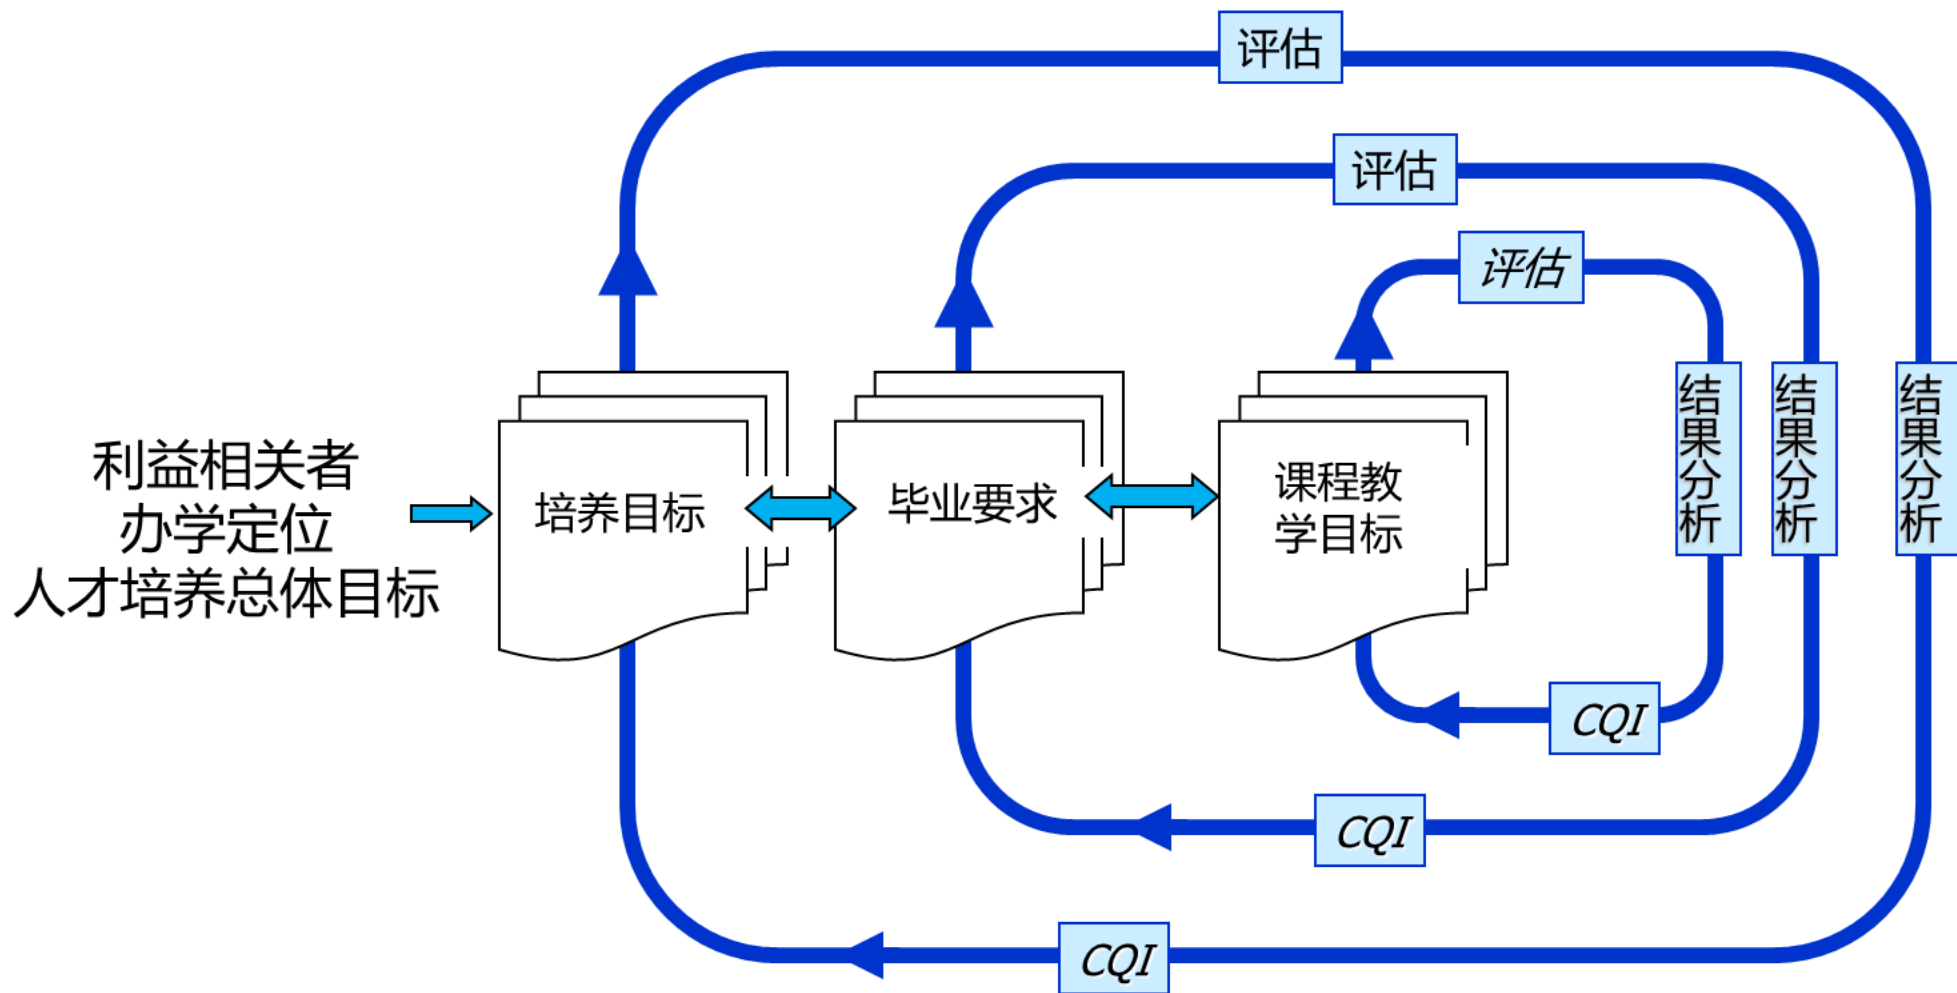 评估
评估
评估
利益相关者
办学定位
人才培养总体目标
培养目标
毕业要求
课程教
学目标
结果分析
结果分析
结果分析
CQI
CQI
CQI